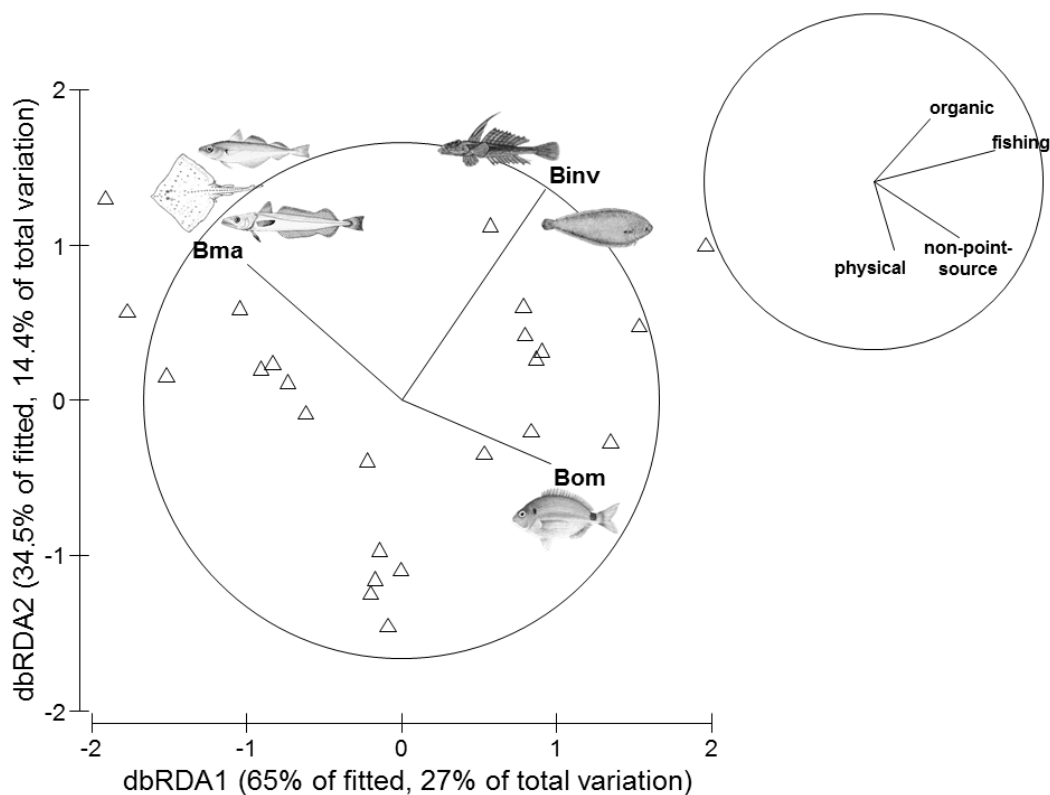 dbRDA2 (34.5% of fitted, 14.4% of total variation)
2
1
0
-1
-2
Bma
Binv
Bom
organic
fishing
non-point-
source
physical
-2
-1
0
1
2
dbRDA1 (65% of fitted, 27% of total variation)